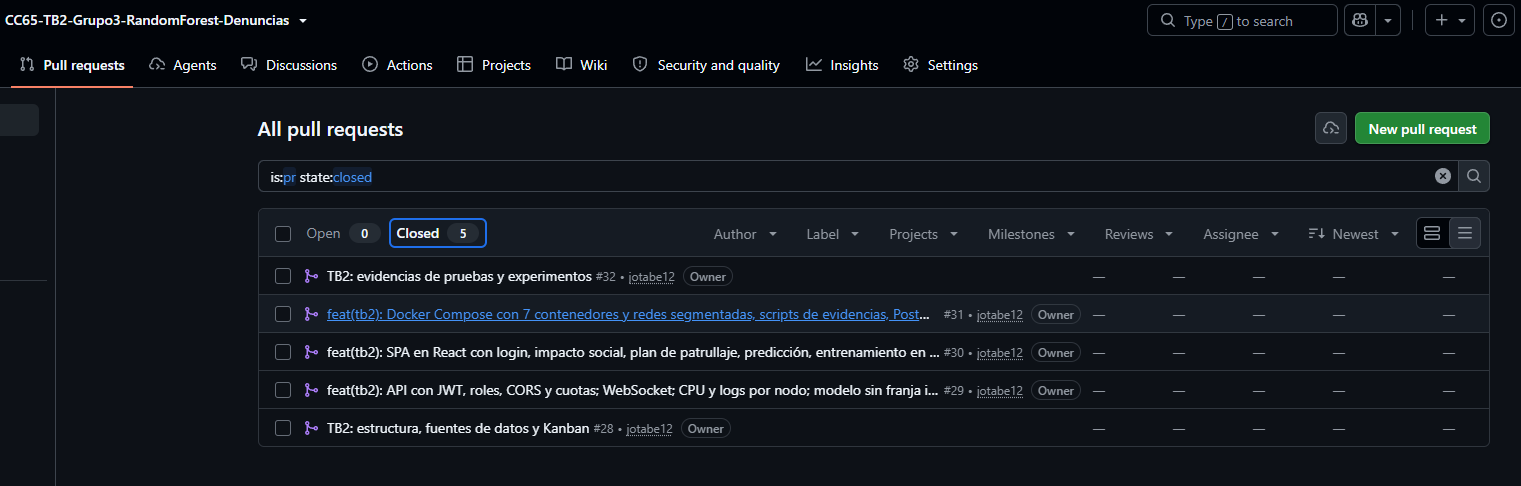 CC65-TB2-Grupo3-RandomForest-Denuncias
Type / to search
Pull requests Agents Discussions Actions Projects Wiki Security and quality Insights Settings
All pull requests
New pull request
is:pr state:closed
Open 0 Closed 5 Author Label Projects Milestones Reviews Assignee Newest
TB2: evidencias de pruebas y experimentos #32 • jotabe12 Owner — — — — —
feat(tb2): Docker Compose con 7 contenedores y redes segmentadas, scripts de evidencias, Post... #31 • jotabe12 Owner — — — — —
feat(tb2): SPA en React con login, impacto social, plan de patrullaje, predicción, entrenamiento en ... #30 • jotabe12 Owner — — — — —
feat(tb2): API con JWT, roles, CORS y cuotas; WebSocket; CPU y logs por nodo; modelo sin franja i... #29 • jotabe12 Owner — — — — —
TB2: estructura, fuentes de datos y Kanban #28 • jotabe12 Owner — — — — —